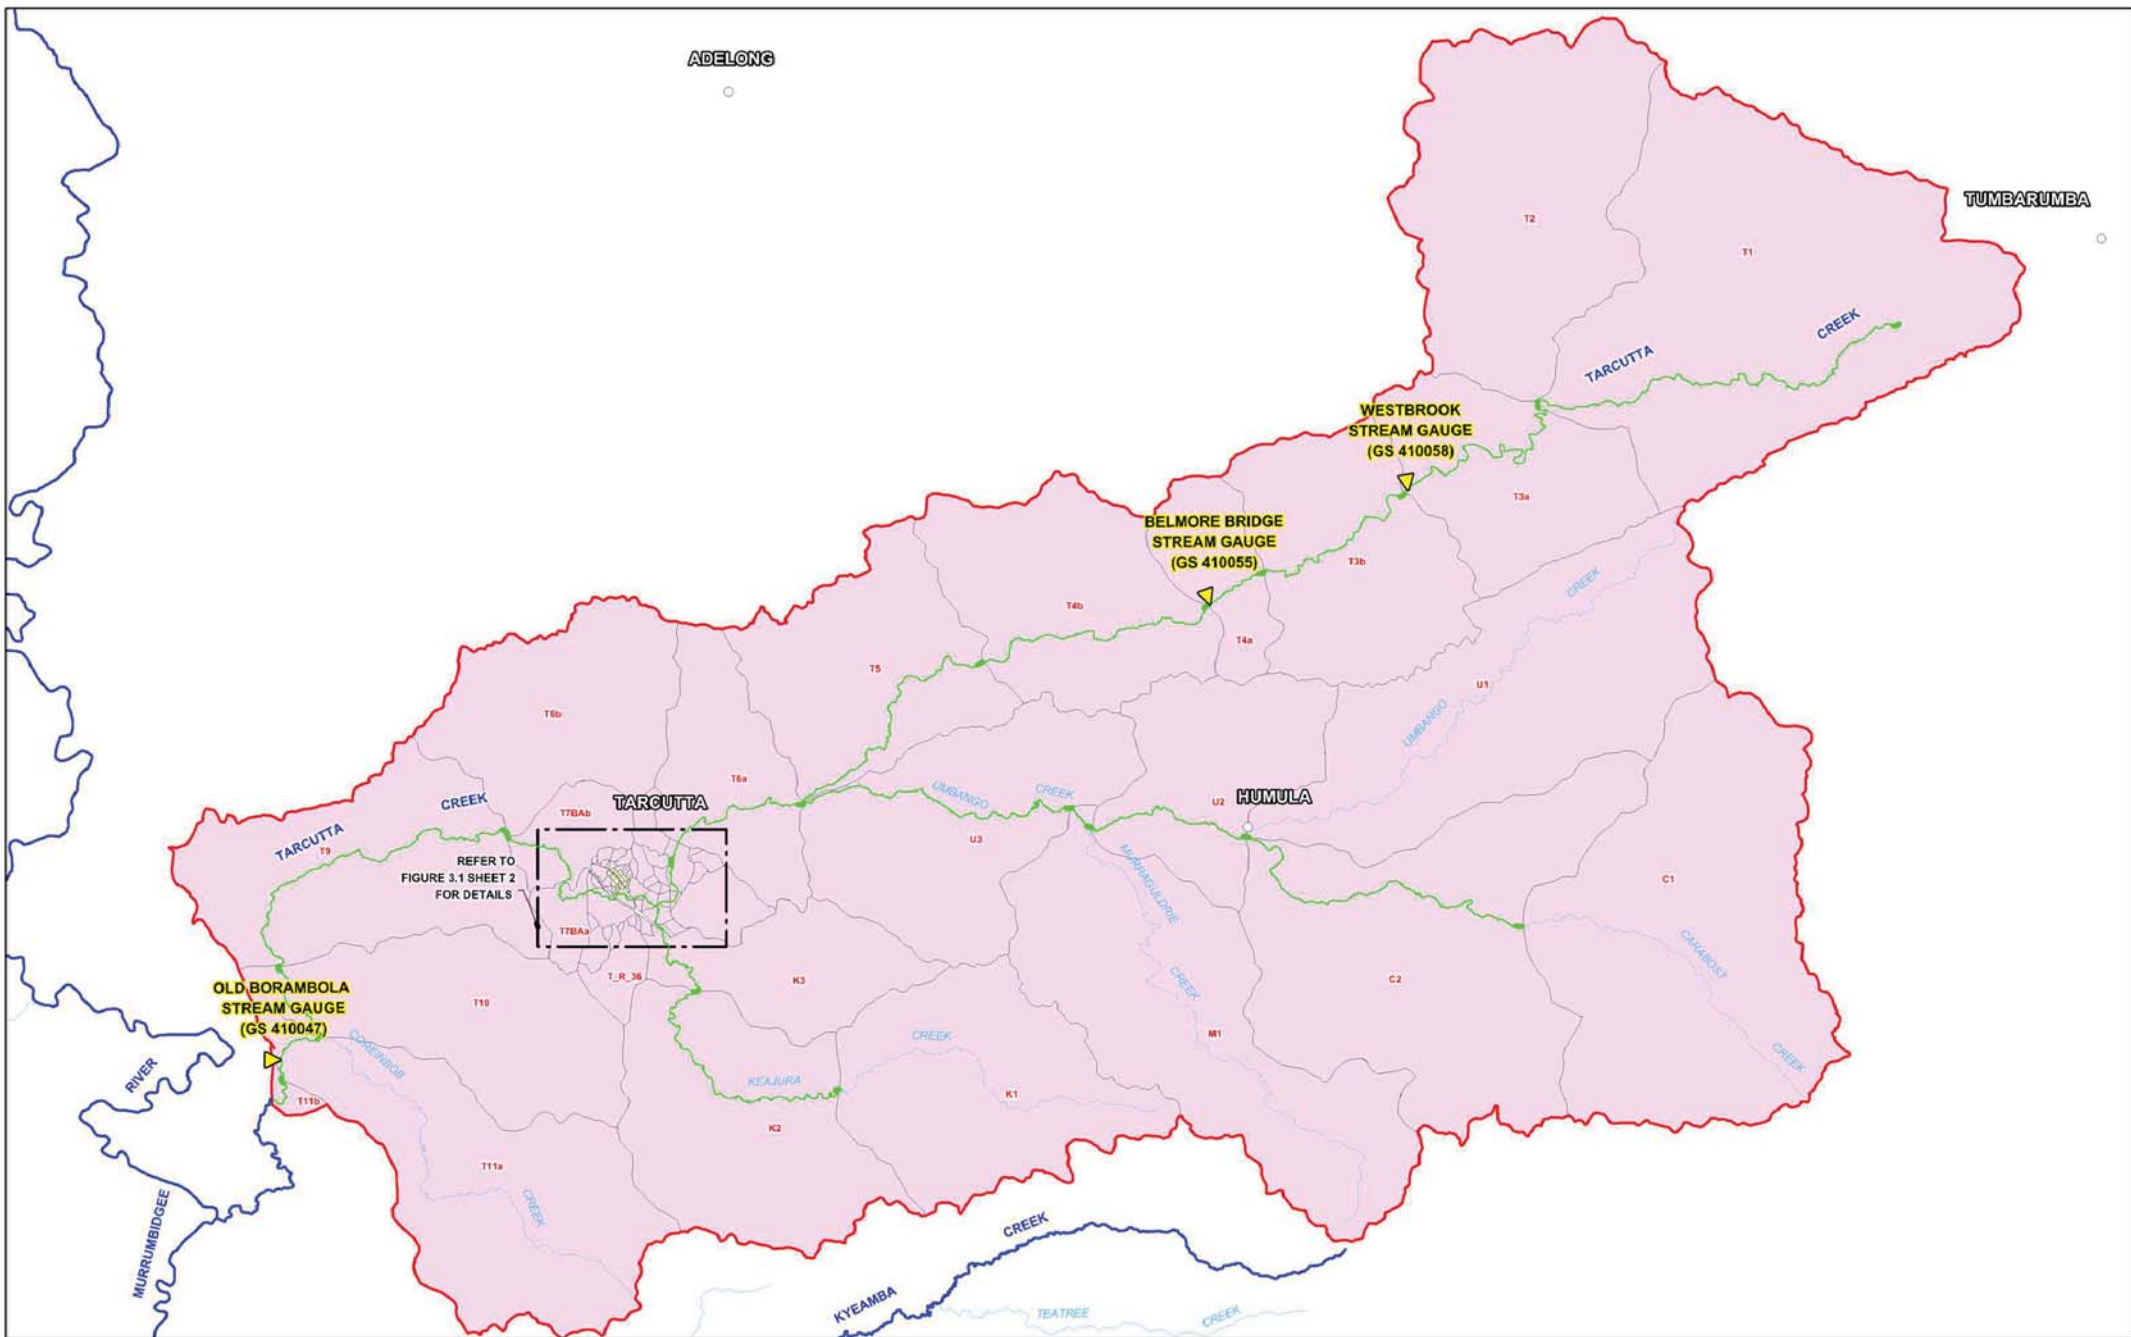 ADELONG
TUMBARUMBA
T2
T1
CREEK
TARCUTTA
WESTBROOK
STREAM GAUGE
(GS 410058)
T3a
BELMORE BRIDGE
STREAM GAUGE
(GS 410055)
T3b
CREEK
T4b
T4a
T5
U1
UMBANGO
T6b
T6a
UMBANGO
CREEK
U2
HUMULA
TARCUTTA
CREEK
T7BAb
TARCUTTA
T9
U3
REFER TO
FIGURE 3.1 SHEET 2
FOR DETAILS
MURRAGULDRIE
CREEK
C1
CARABOST
CREEK
T7BAa
T_R_36
K3
C2
OLD BORAMBOLA
STREAM GAUGE
(GS 410047)
T10
COREINBOB
CREEK
M1
RIVER
KEAJURA
CREEK
K1
T11b
K2
T11a
MURRUMBIDGEE
CREEK
KYEAMBA
TEATREE
CREEK